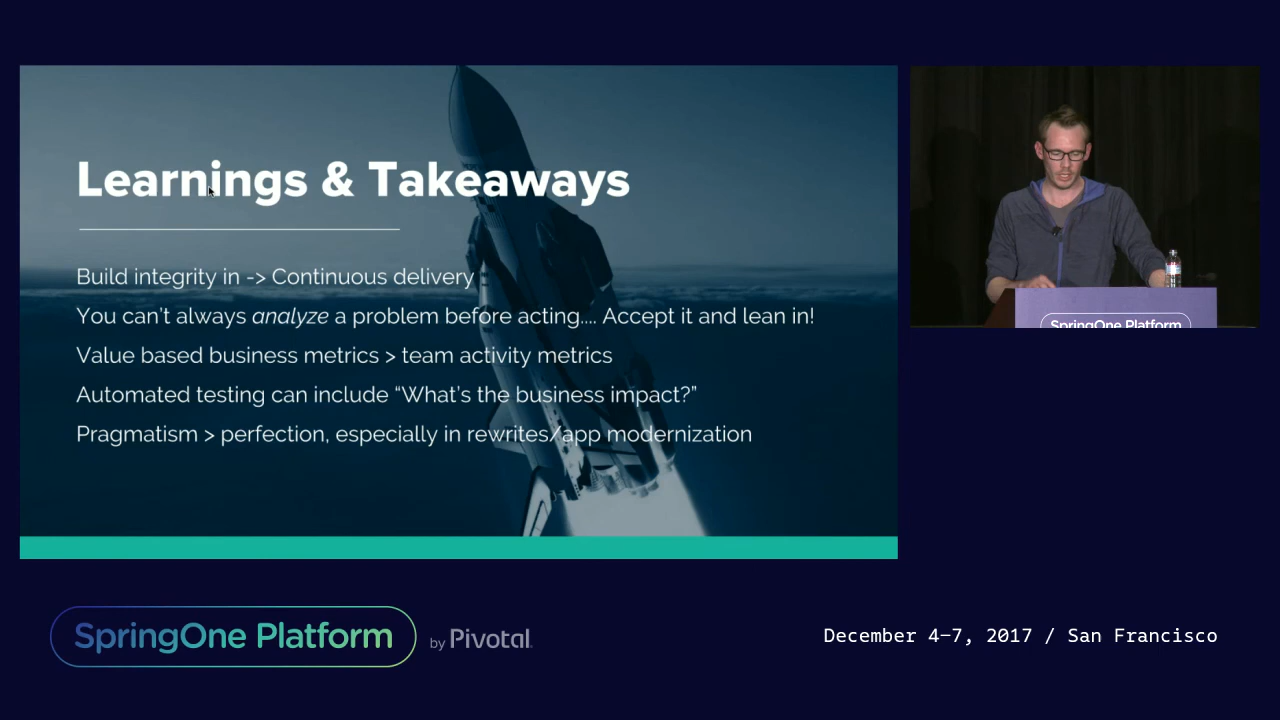 Learnings & Takeaways
Build integrity in -> Continuous delivery
You can't always analyze a problem before acting.... Accept it and lean in!
Value based business metrics > team activity metrics
Automated testing can include “What's the business impact?”
Pragmatism > perfection, especially in rewrites/app modernization
SpringOne Platform
SpringOne Platform by Pivotal.
December 4–7, 2017 / San Francisco